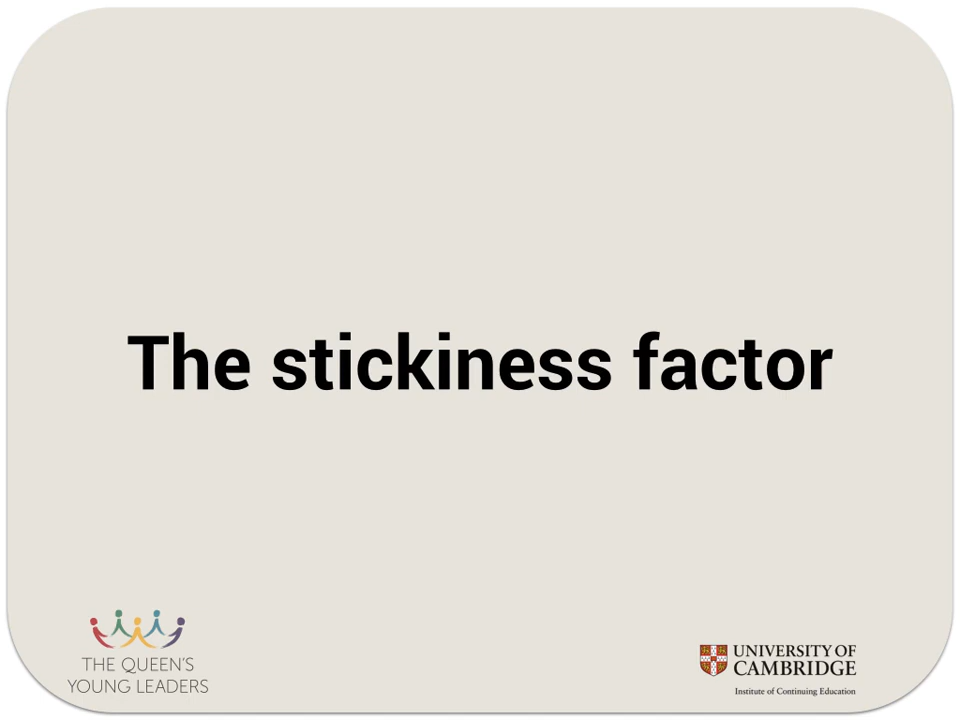 The stickiness factor
THE QUEEN'S
YOUNG LEADERS
UNIVERSITY OF
CAMBRIDGE
Institute of Continuing Education